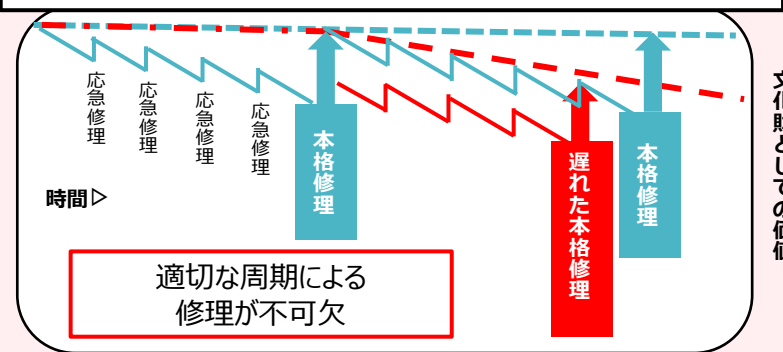 応急修理
応急修理
応急修理
応急修理
本格修理
遅れた本格修理
本格修理
文化財としての価値
時間▷
適切な周期による
修理が不可欠